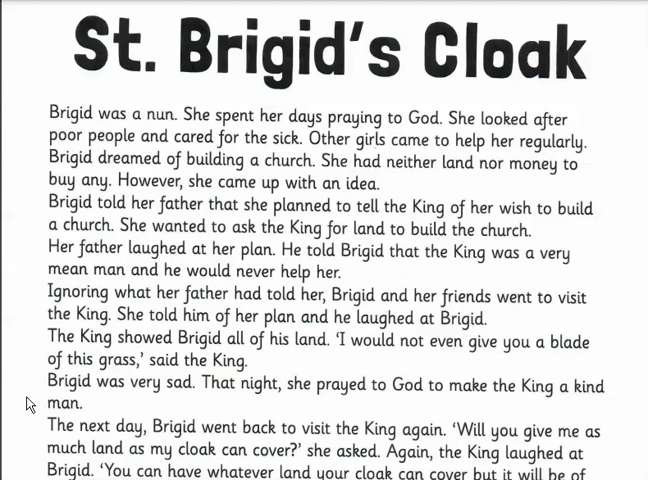 St. Brigid's Cloak
Brigid was a nun. She spent her days praying to God. She looked after
poor people and cared for the sick. Other girls came to help her regularly.
Brigid dreamed of building a church. She had neither land nor money to
buy any. However, she came up with an idea.
Brigid told her father that she planned to tell the King of her wish to build
a church. She wanted to ask the King for land to build the church.
Her father laughed at her plan. He told Brigid that the King was a very
mean man and he would never help her.
Ignoring what her father had told her, Brigid and her friends went to visit
the King. She told him of her plan and he laughed at Brigid.
The King showed Brigid all of his land. 'I would not even give you a blade
of this grass,' said the King.
Brigid was very sad. That night, she prayed to God to make the King a kind
man.
The next day, Brigid went back to visit the King again. 'Will you give me as
much land as my cloak can cover?' she asked. Again, the King laughed at
Brigid. 'You can have whatever land your cloak can cover but it will be of